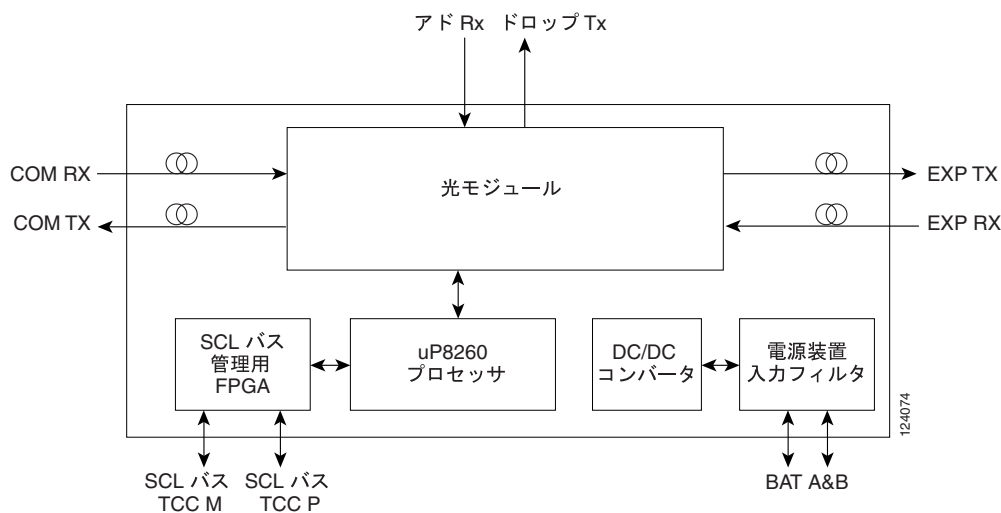 アド Rx ドロップ Tx
COM RX
光モジュール
EXP TX
COM TX
EXP RX
SCL バス
管理用
FPGA
uP8260
プロセッサ
DC/DC
コンバータ
電源装置
入力フィルタ
124074
SCL バス
TCC M
SCL バス
TCC P
BAT A&B